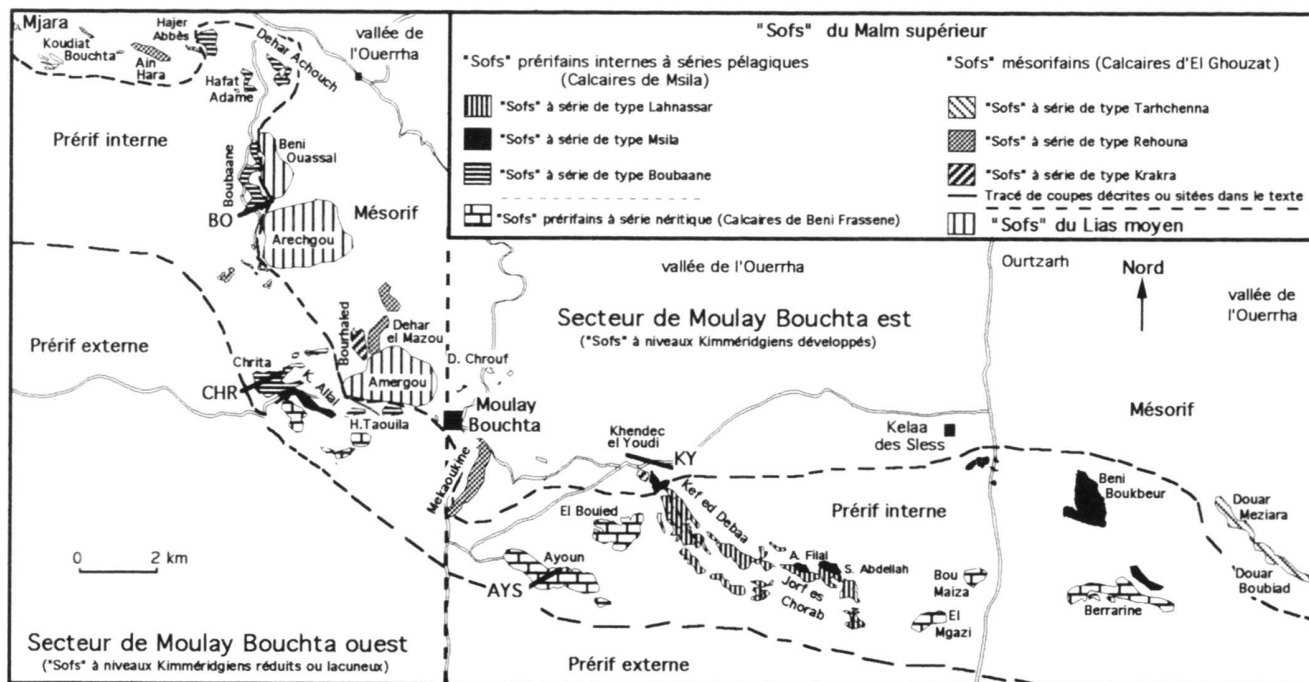 Mjara
Koudiat
Bouchta
Ain
Hara
Hajer
Abbès
Dehar Achouch
Hafat
Adame
vallée de
l'Ouerrha
Prérif interne
Boubaane
Beni
Ouassal
BO
Mésorif
Arechgou
Prérif externe
Bourhaled
Dehar
el Mazou
Chrita
CHR
K. Allal
Amergou
H.Taouila
D. Chrouf
Moulay
Bouchta
Mekaoukine
0 2 km
Secteur de Moulay Bouchta ouest
("Sofs" à niveaux Kimméridgiens réduits ou lacuneux)
"Sofs" du Malm supérieur
"Sofs" prérifains internes à séries pélagiques
(Calcaires de Msila)
"Sofs" à série de type Lahnassar
"Sofs" à série de type Msila
"Sofs" à série de type Boubaane
"Sofs" prérifains à série néritique (Calcaires de Beni Frassene)
"Sofs" mésorifains (Calcaires d'El Ghouzat)
"Sofs" à série de type Tarhchenna
"Sofs" à série de type Rehouna
"Sofs" à série de type Krakra
Tracé de coupes décrites ou sitées dans le texte
"Sofs" du Lias moyen
vallée de l'Ouerrha
Ourtzarh
Nord
vallée de
l'Ouerrha
Secteur de Moulay Bouchta est
("Sofs" à niveaux Kimméridgiens développés)
Mésorif
Kelaa
des Sless
Khendec
el Youdi
KY
El Bouied
Kef ed Debaa
Prérif interne
Beni
Boukbeur
Douar
Meziara
Ayoun
AYS
A. Filal
S. Abdellah
Jorf es
Chorab
Bou
Maiza
El
Mgazi
Berrarine
Douar
Boubiad
Prérif externe